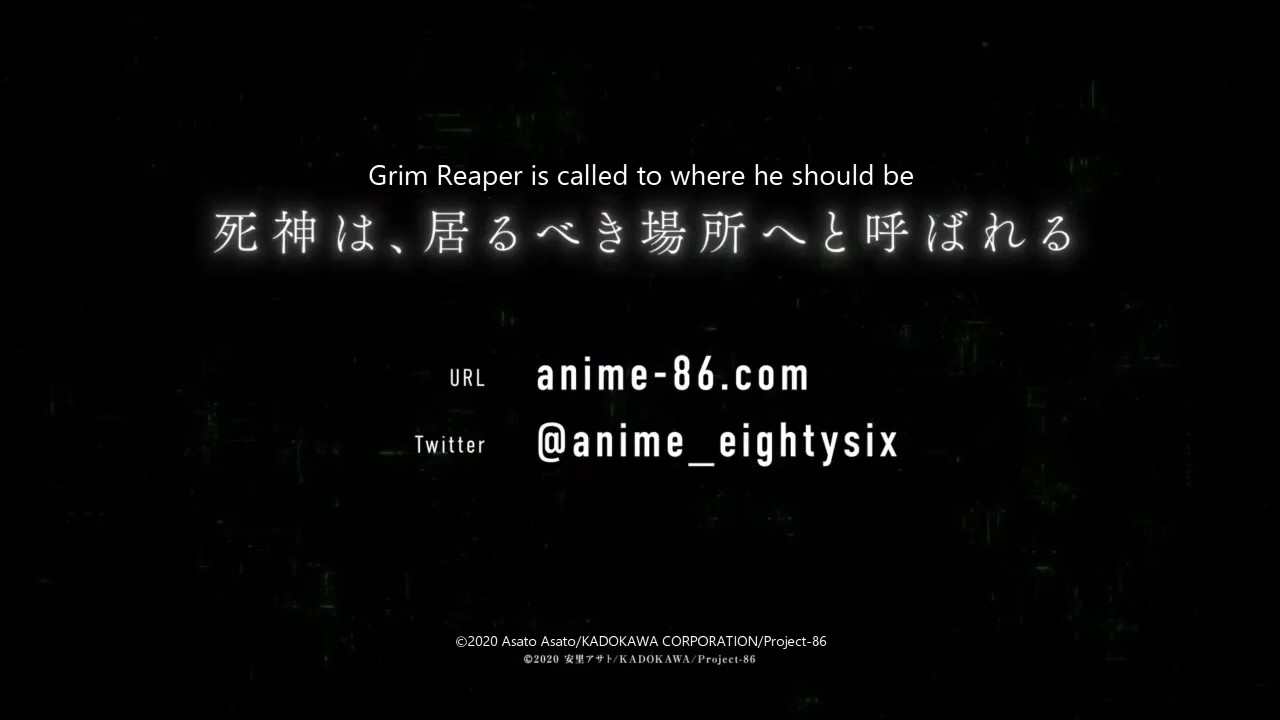 Grim Reaper is called to where he should be
死神は、居るべき場所へと呼ばれる
URL anime-86.com
Twitter @anime_eightysix
©2020 Asato Asato/KADOKAWA CORPORATION/Project-86
©2020 安里アサト/KADOKAWA/Project-86